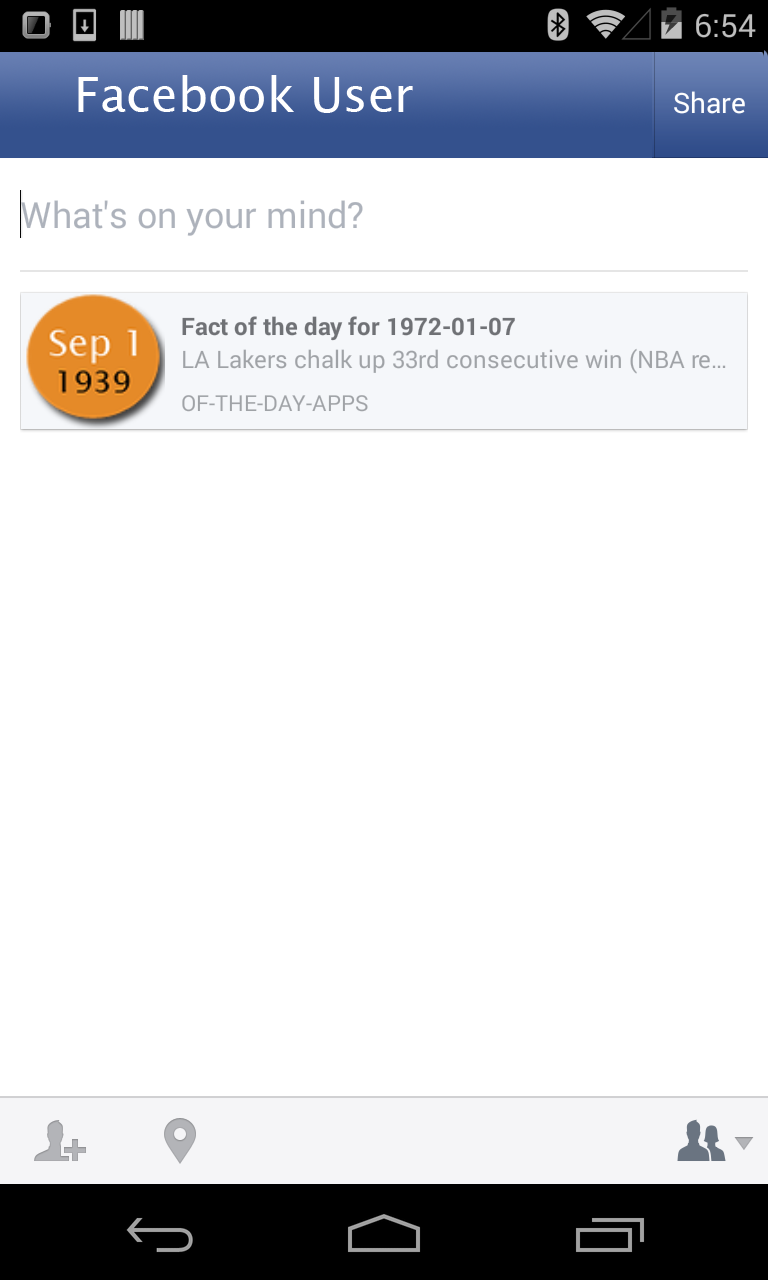 6:54
Facebook User
Share
What's on your mind?
Sep 1
1939
Fact of the day for 1972-01-07
LA Lakers chalk up 33rd consecutive win (NBA re...
OF-THE-DAY-APPS